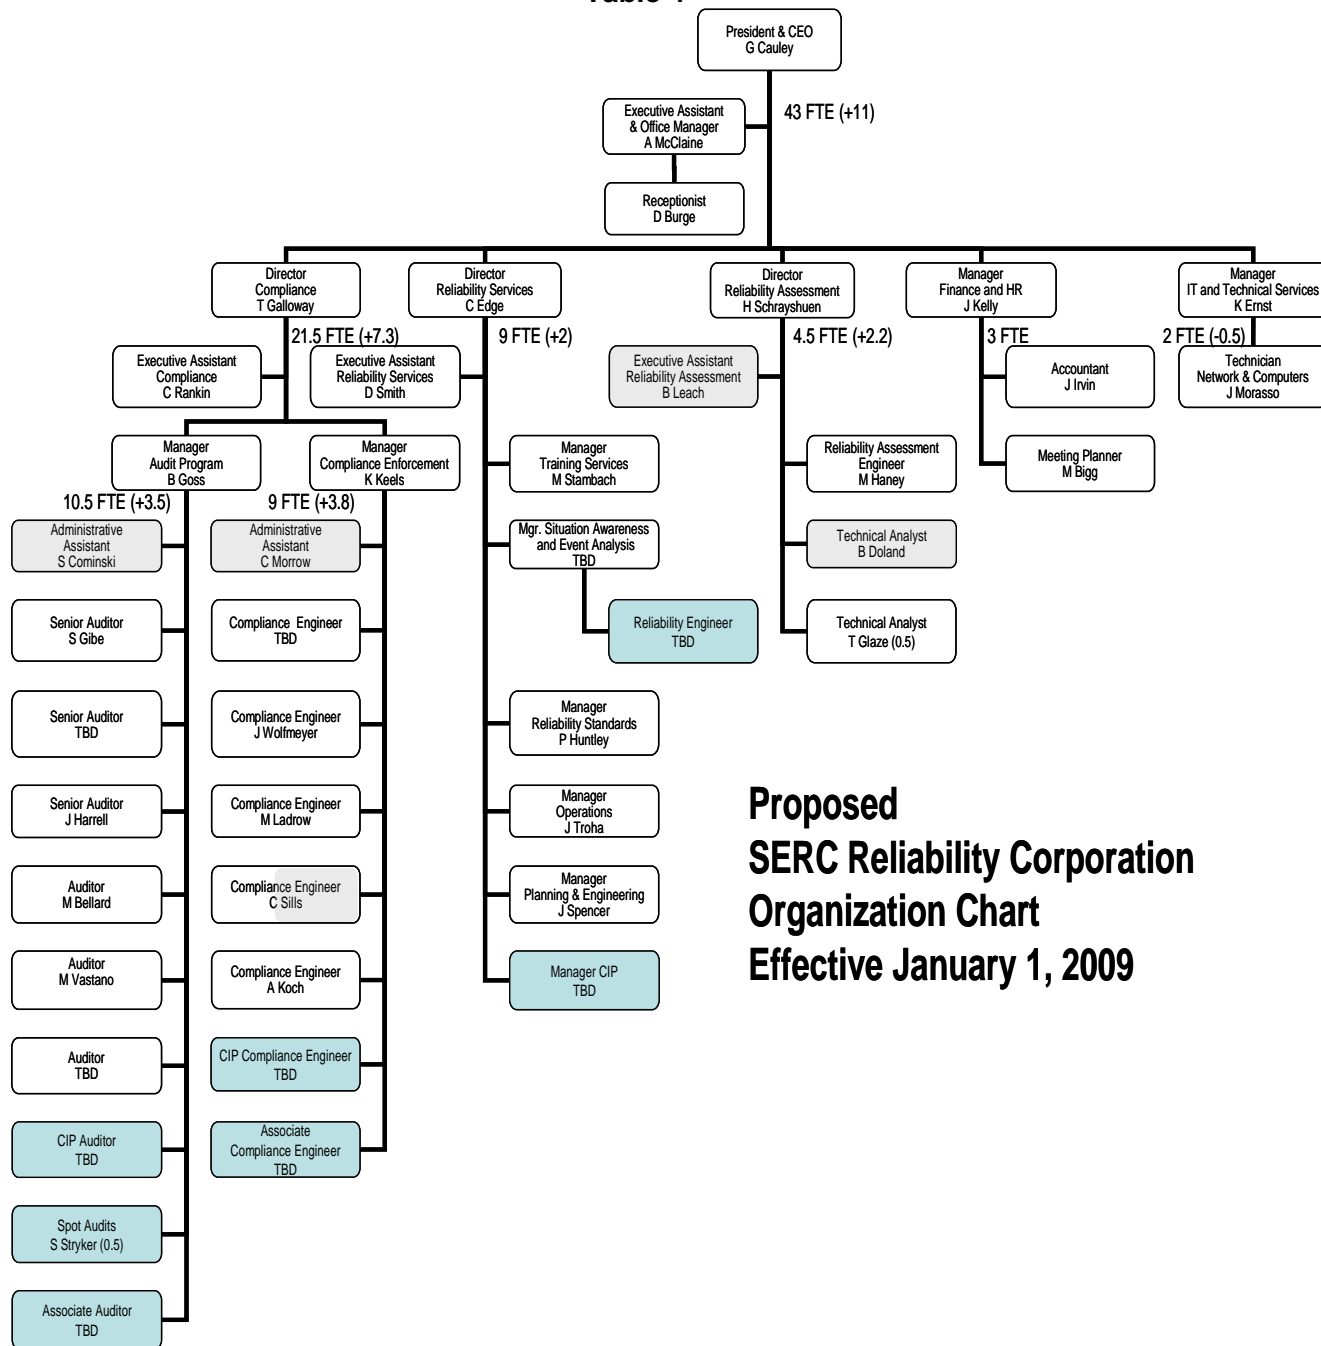 President & CEO
G Cauley
43 FTE (+11)
Executive Assistant
& Office Manager
A McClaine
Receptionist
D Burge
Director
Compliance
T Galloway
Director
Reliability Services
C Edge
Director
Reliability Assessment
H Schrayshuen
Manager
Finance and HR
J Kelly
Manager
IT and Technical Services
K Ernst
21.5 FTE (+7.3)
9 FTE (+2)
4.5 FTE (+2.2)
3 FTE
2 FTE (-0.5)
Executive Assistant
Compliance
C Rankin
Executive Assistant
Reliability Services
D Smith
Executive Assistant
Reliability Assessment
B Leach
Accountant
J Irvin
Technician
Network & Computers
J Morasso
Manager
Audit Program
B Goss
Manager
Compliance Enforcement
K Keels
Manager
Training Services
M Stambach
Reliability Assessment
Engineer
M Haney
Meeting Planner
M Bigg
10.5 FTE (+3.5)
9 FTE (+3.8)
Administrative
Assistant
S Cominski
Administrative
Assistant
C Morrow
Mgr. Situation Awareness
and Event Analysis
TBD
Technical Analyst
B Doland
Senior Auditor
S Gibe
Compliance Engineer
TBD
Reliability Engineer
TBD
Technical Analyst
T Glaze (0.5)
Senior Auditor
TBD
Compliance Engineer
J Wolfmeyer
Manager
Reliability Standards
P Huntley
Senior Auditor
J Harrell
Compliance Engineer
M Ladrow
Manager
Operations
J Troha
Auditor
M Bellard
Compliance Engineer
C Sills
Manager
Planning & Engineering
J Spencer
Auditor
M Vastano
Compliance Engineer
A Koch
Manager CIP
TBD
Auditor
TBD
CIP Compliance Engineer
TBD
CIP Auditor
TBD
Associate
Compliance Engineer
TBD
Spot Audits
S Stryker (0.5)
Associate Auditor
TBD
Proposed
SERC Reliability Corporation
Organization Chart
Effective January 1, 2009